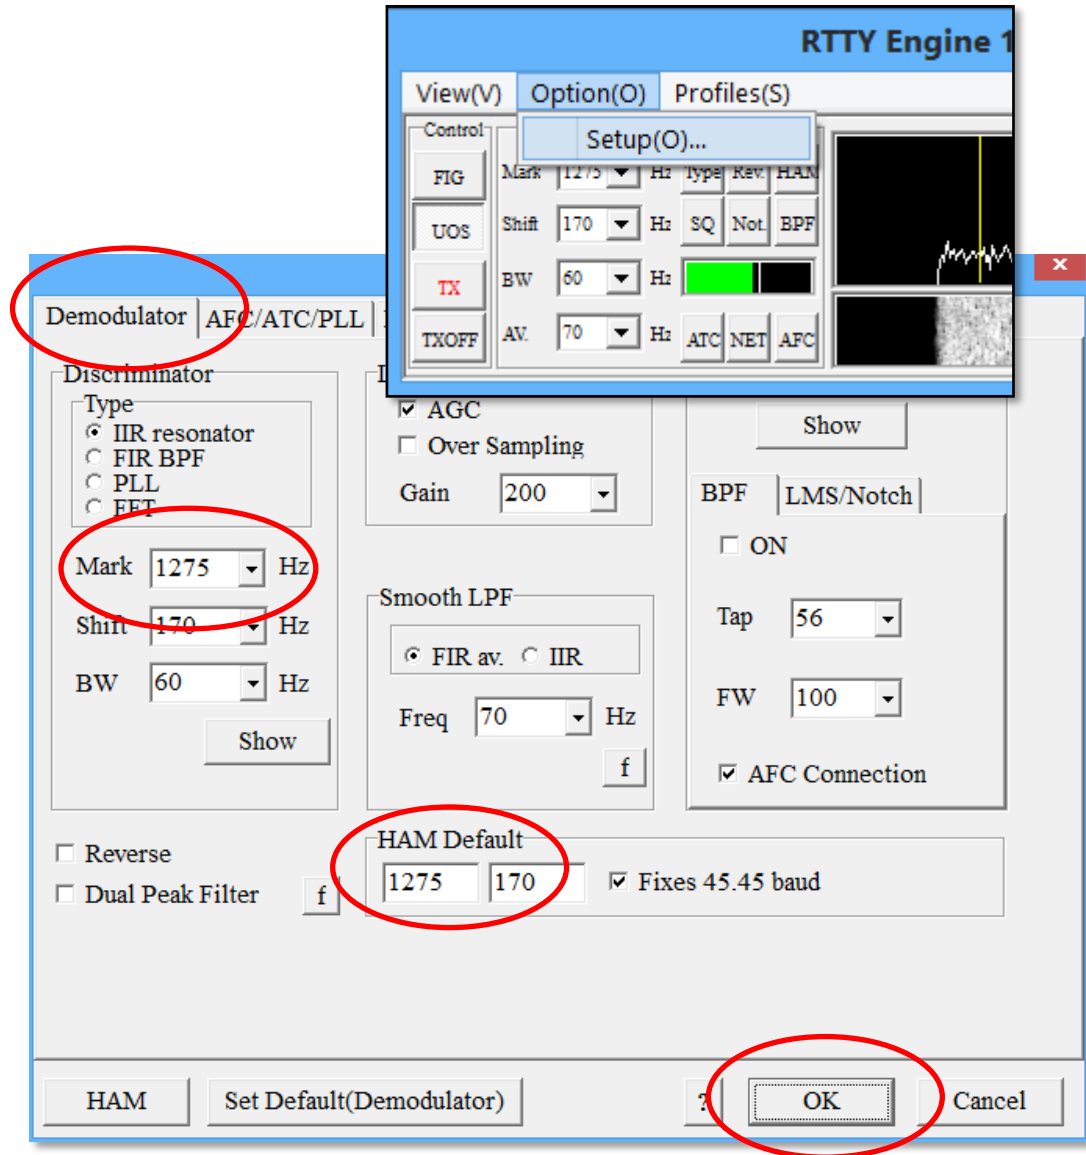 RTTY Engine 1
View(V) Option(O) Profiles(S)
Setup(O)...
Control
FIG
UOS
TX
TXOFF
Mark 1275 Hz
Shift 170 Hz
BW 60 Hz
AV. 70 Hz
Type Rev. HAM
SQ Not. BPF
ATC NET AFC
Demodulator AFC/ATC/PLL
Discriminator
Type
IIR resonator
FIR BPF
PLL
FFT
Mark 1275 Hz
Shift 170 Hz
BW 60 Hz
Show
AGC
Over Sampling
Gain 200
Smooth LPF
FIR av. IIR
Freq 70 Hz
f
Show
BPF LMS/Notch
ON
Tap 56
FW 100
AFC Connection
Reverse
Dual Peak Filter f
HAM Default
1275 170 Fixes 45.45 baud
HAM Set Default(Demodulator) ? OK Cancel